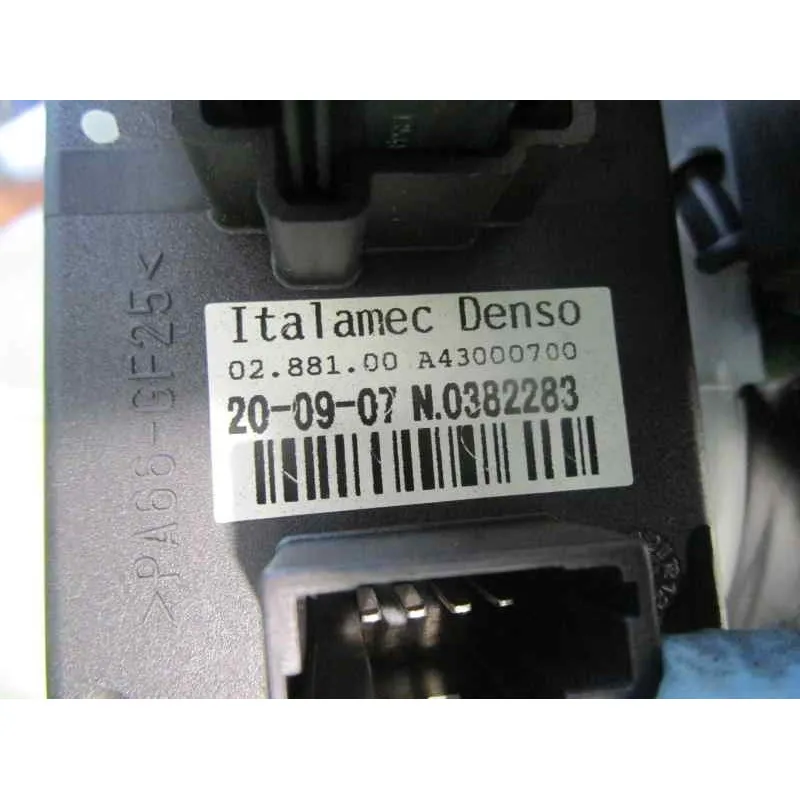 Italamec Denso
02.881.00 A43000700
20-09-07 N.0382283
>PA66-GF25<